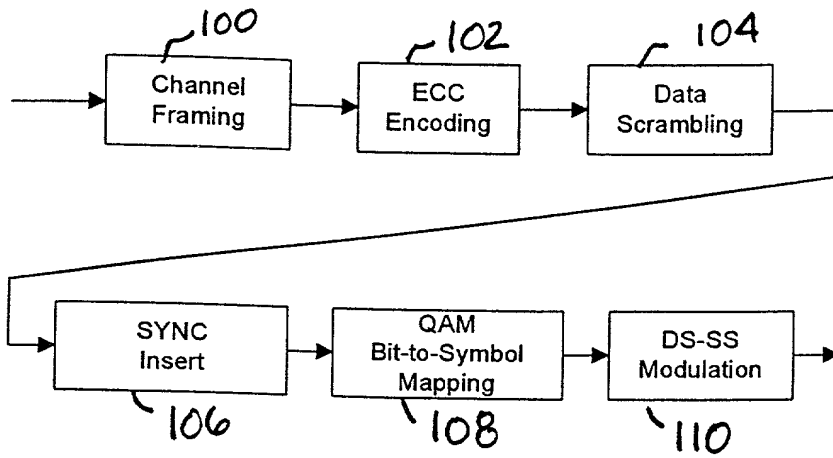 100
Channel
Framing
102
ECC
Encoding
104
Data
Scrambling
SYNC
Insert
106
QAM
Bit-to-Symbol
Mapping
108
DS-SS
Modulation
110